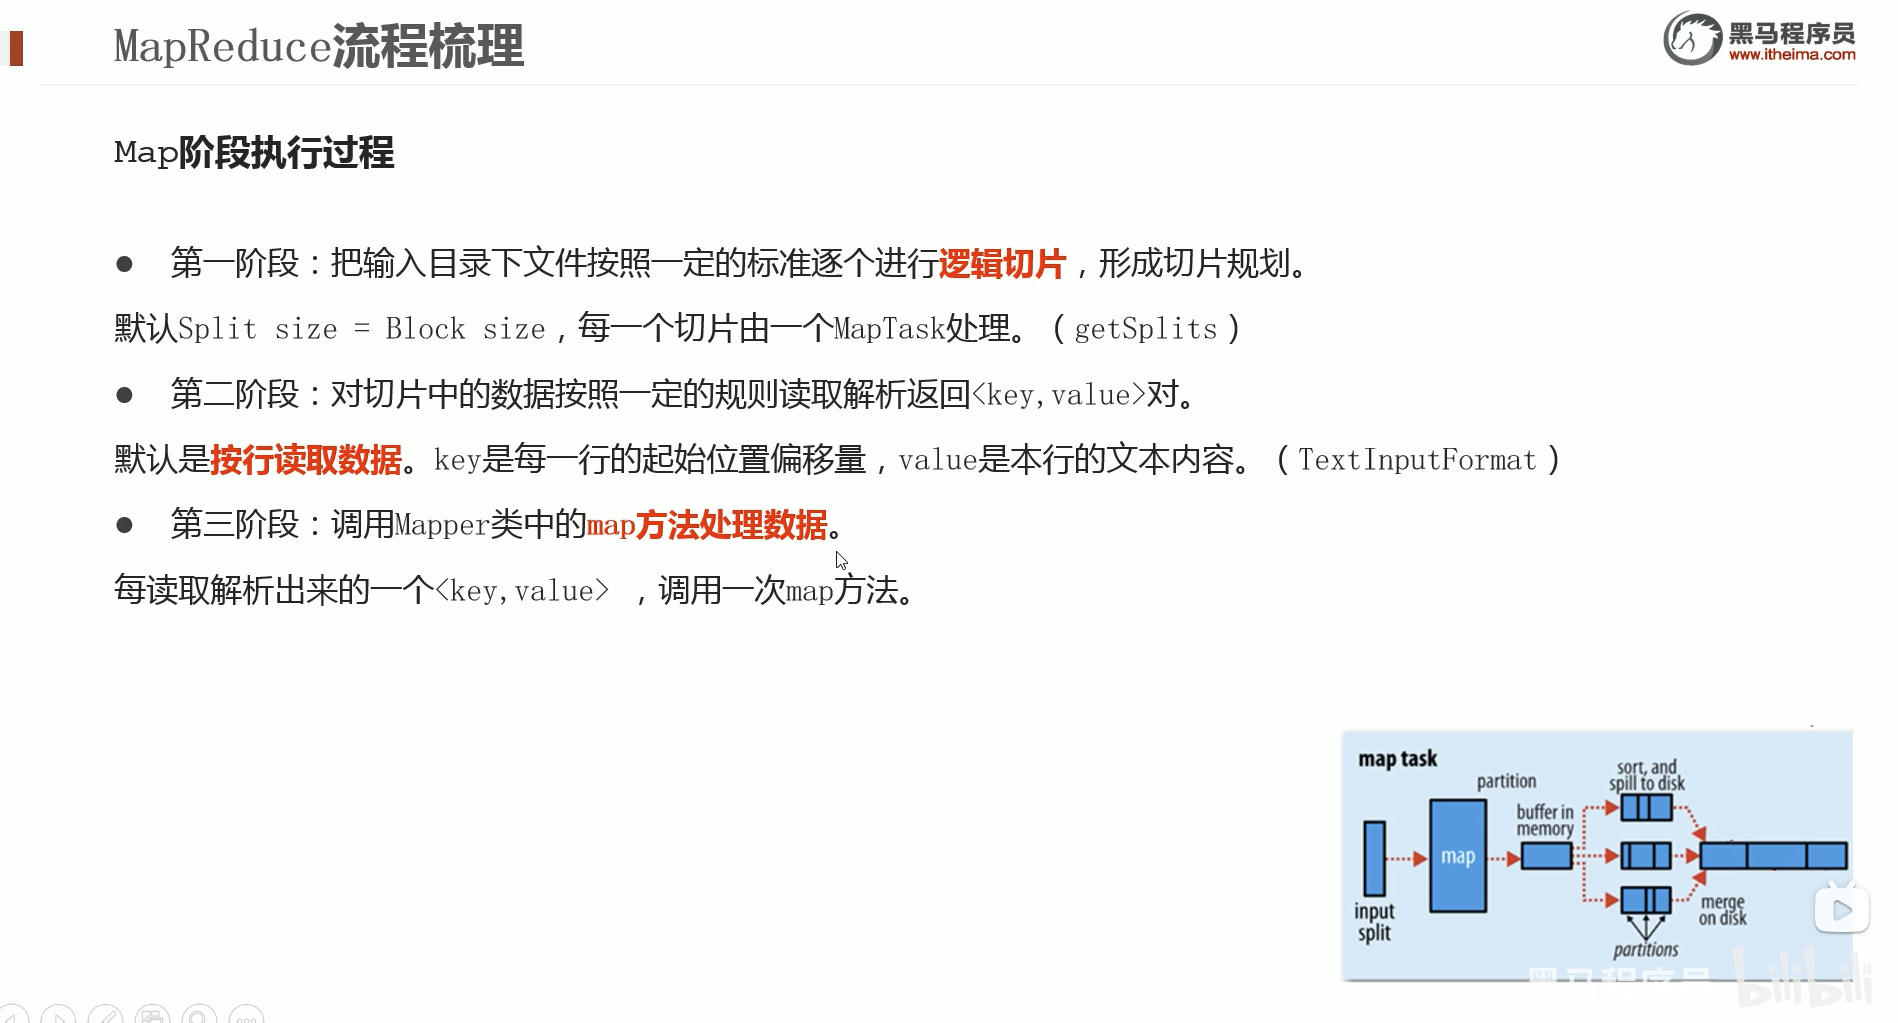 MapReduce流程梳理
黑马程序员
www.itheima.com
Map阶段执行过程
● 第一阶段：把输入目录下文件按照一定的标准逐个进行逻辑切片，形成切片规划。
默认Split size = Block size，每一个切片由一个MapTask处理。（getSplits）
● 第二阶段：对切片中的数据按照一定的规则读取解析返回<key,value>对。
默认是按行读取数据。key是每一行的起始位置偏移量，value是本行的文本内容。（TextInputFormat）
● 第三阶段：调用Mapper类中的map方法处理数据。
每读取解析出来的一个<key,value> ，调用一次map方法。
map task
partition
sort, and
spill to disk
buffer in
memory
map
input
split
merge
on disk
partitions
黑马程序员
bilibili